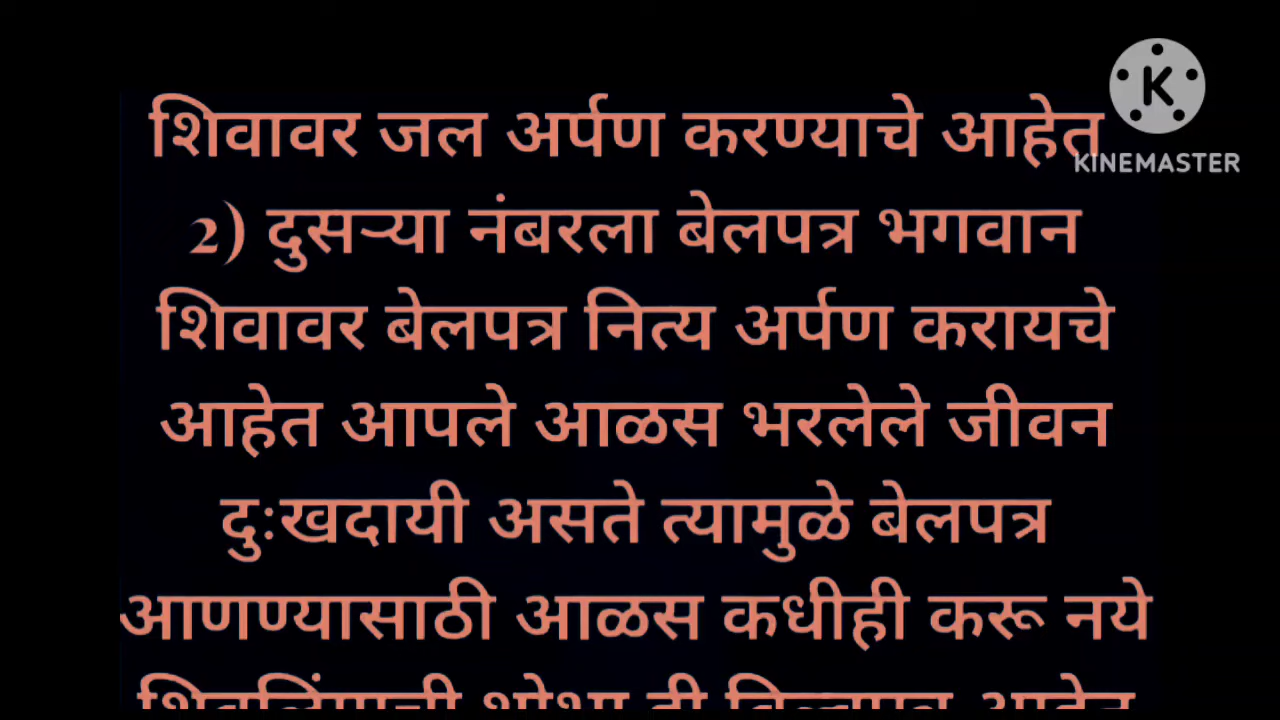 शिवावर जल अर्पण करण्याचे आहेत
KINEMASTER
2) दुसऱ्या नंबरला बेलपत्र भगवान
शिवावर बेलपत्र नित्य अर्पण करायचे
आहेत आपले आळस भरलेले जीवन
दुःखदायी असते त्यामुळे बेलपत्र
आणण्यासाठी आळस कधीही करू नये